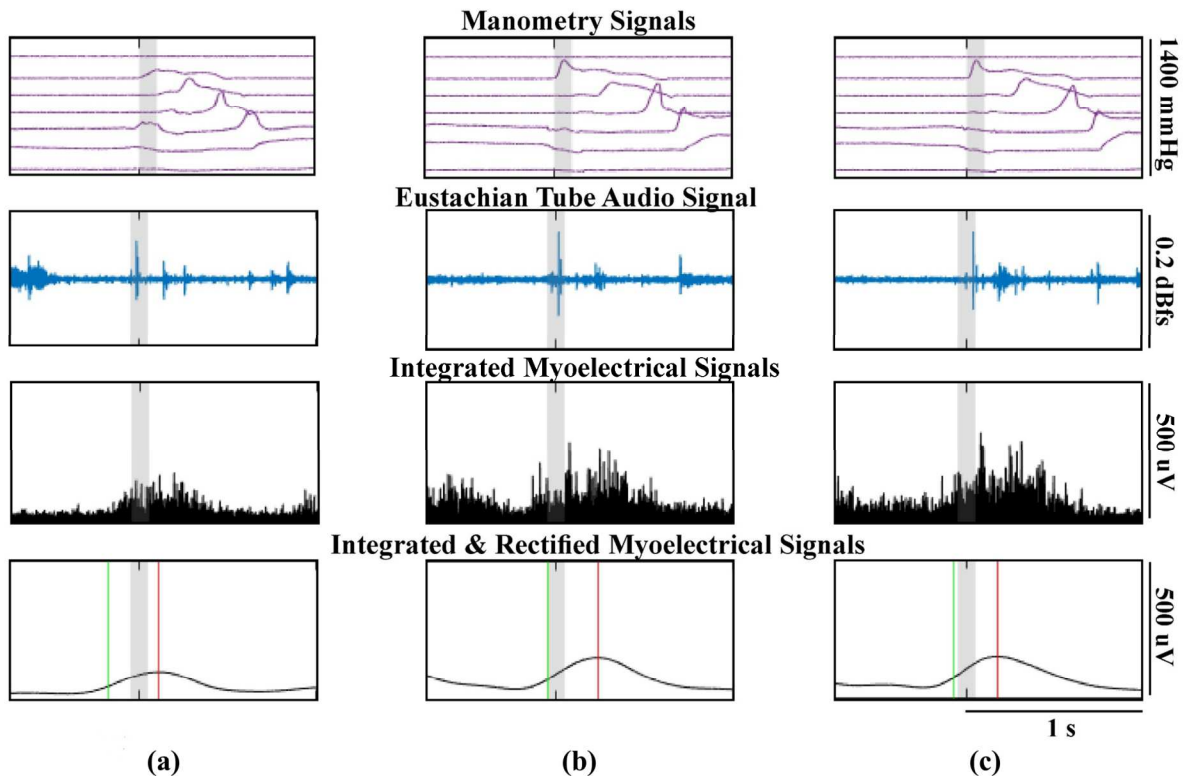 Manometry Signals
1400 mmHg
Eustachian Tube Audio Signal
0.2 dBfs
Integrated Myoelectrical Signals
500 uV
Integrated & Rectified Myoelectrical Signals
500 uV
1 s
(a)
(b)
(c)